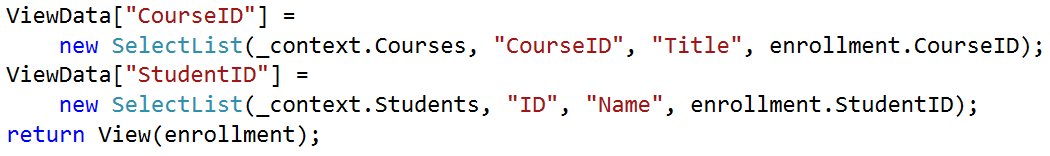 ViewData["CourseID"] =
    new SelectList(_context.Courses, "CourseID", "Title", enrollment.CourseID);
ViewData["StudentID"] =
    new SelectList(_context.Students, "ID", "Name", enrollment.StudentID);
return View(enrollment);